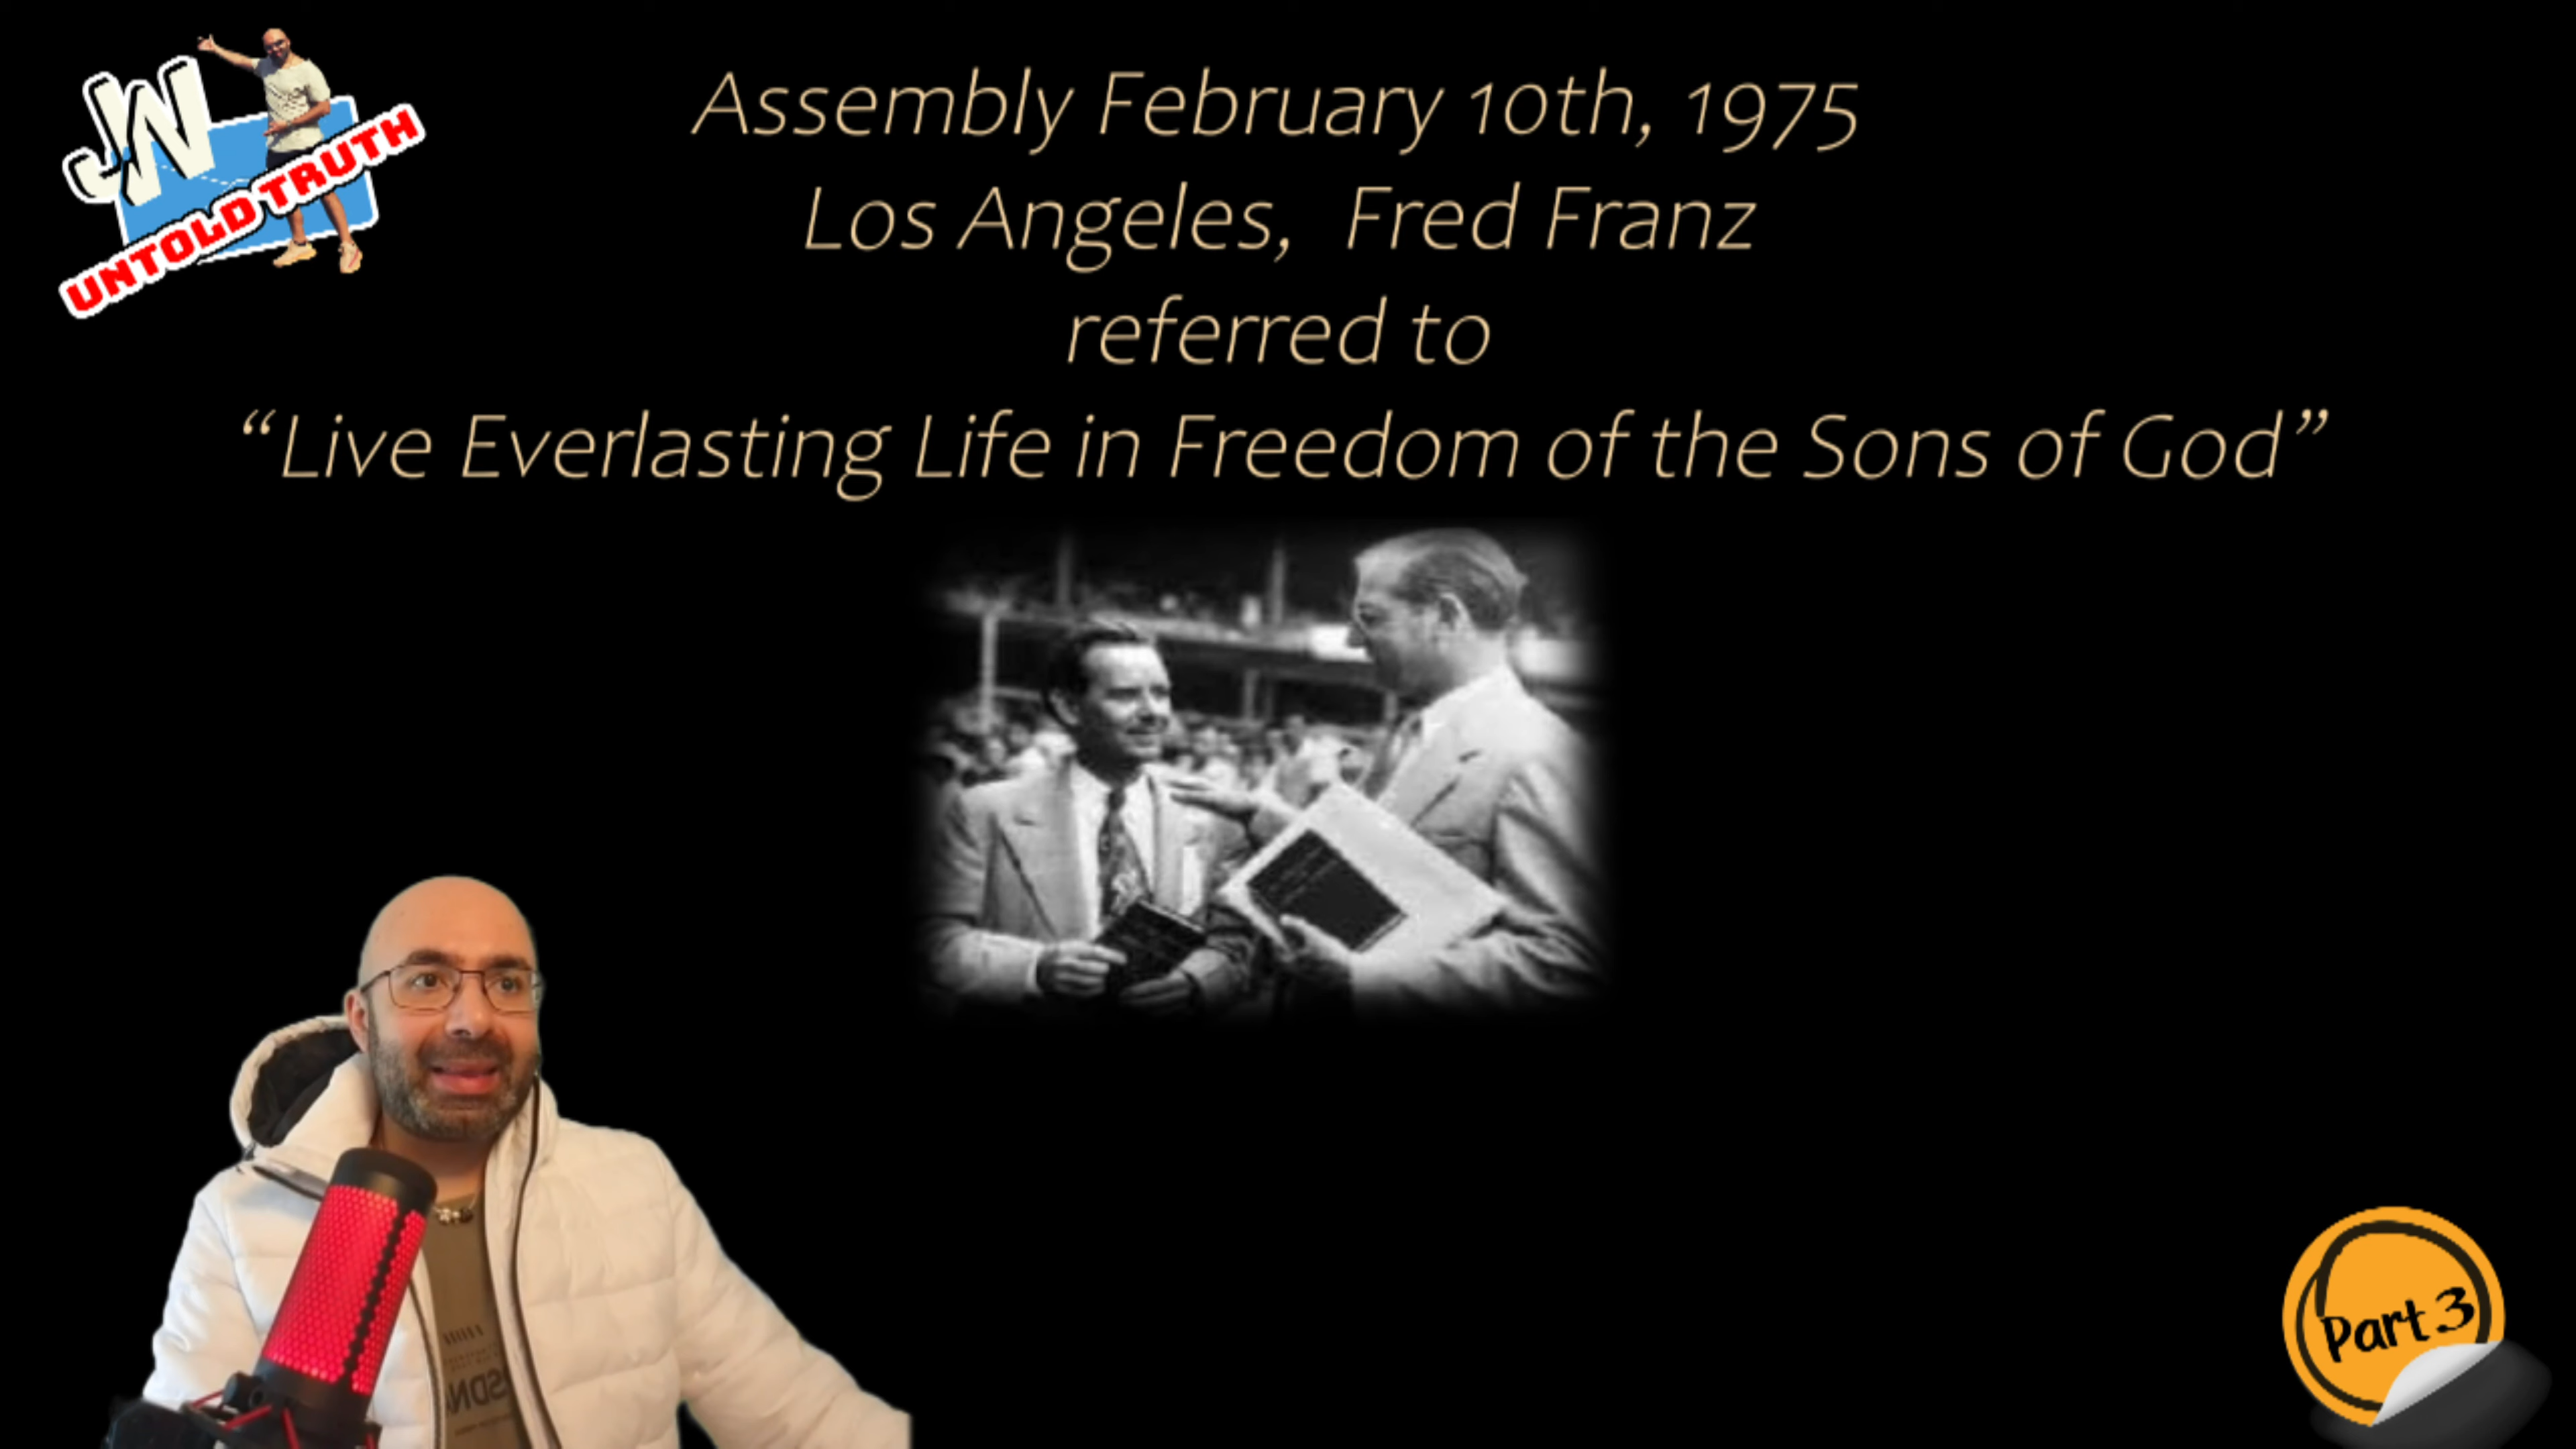 JW
UNTOLD TRUTH
Assembly February 10th, 1975
Los Angeles,  Fred Franz
referred to
“Live Everlasting Life in Freedom of the Sons of God”
Part 3